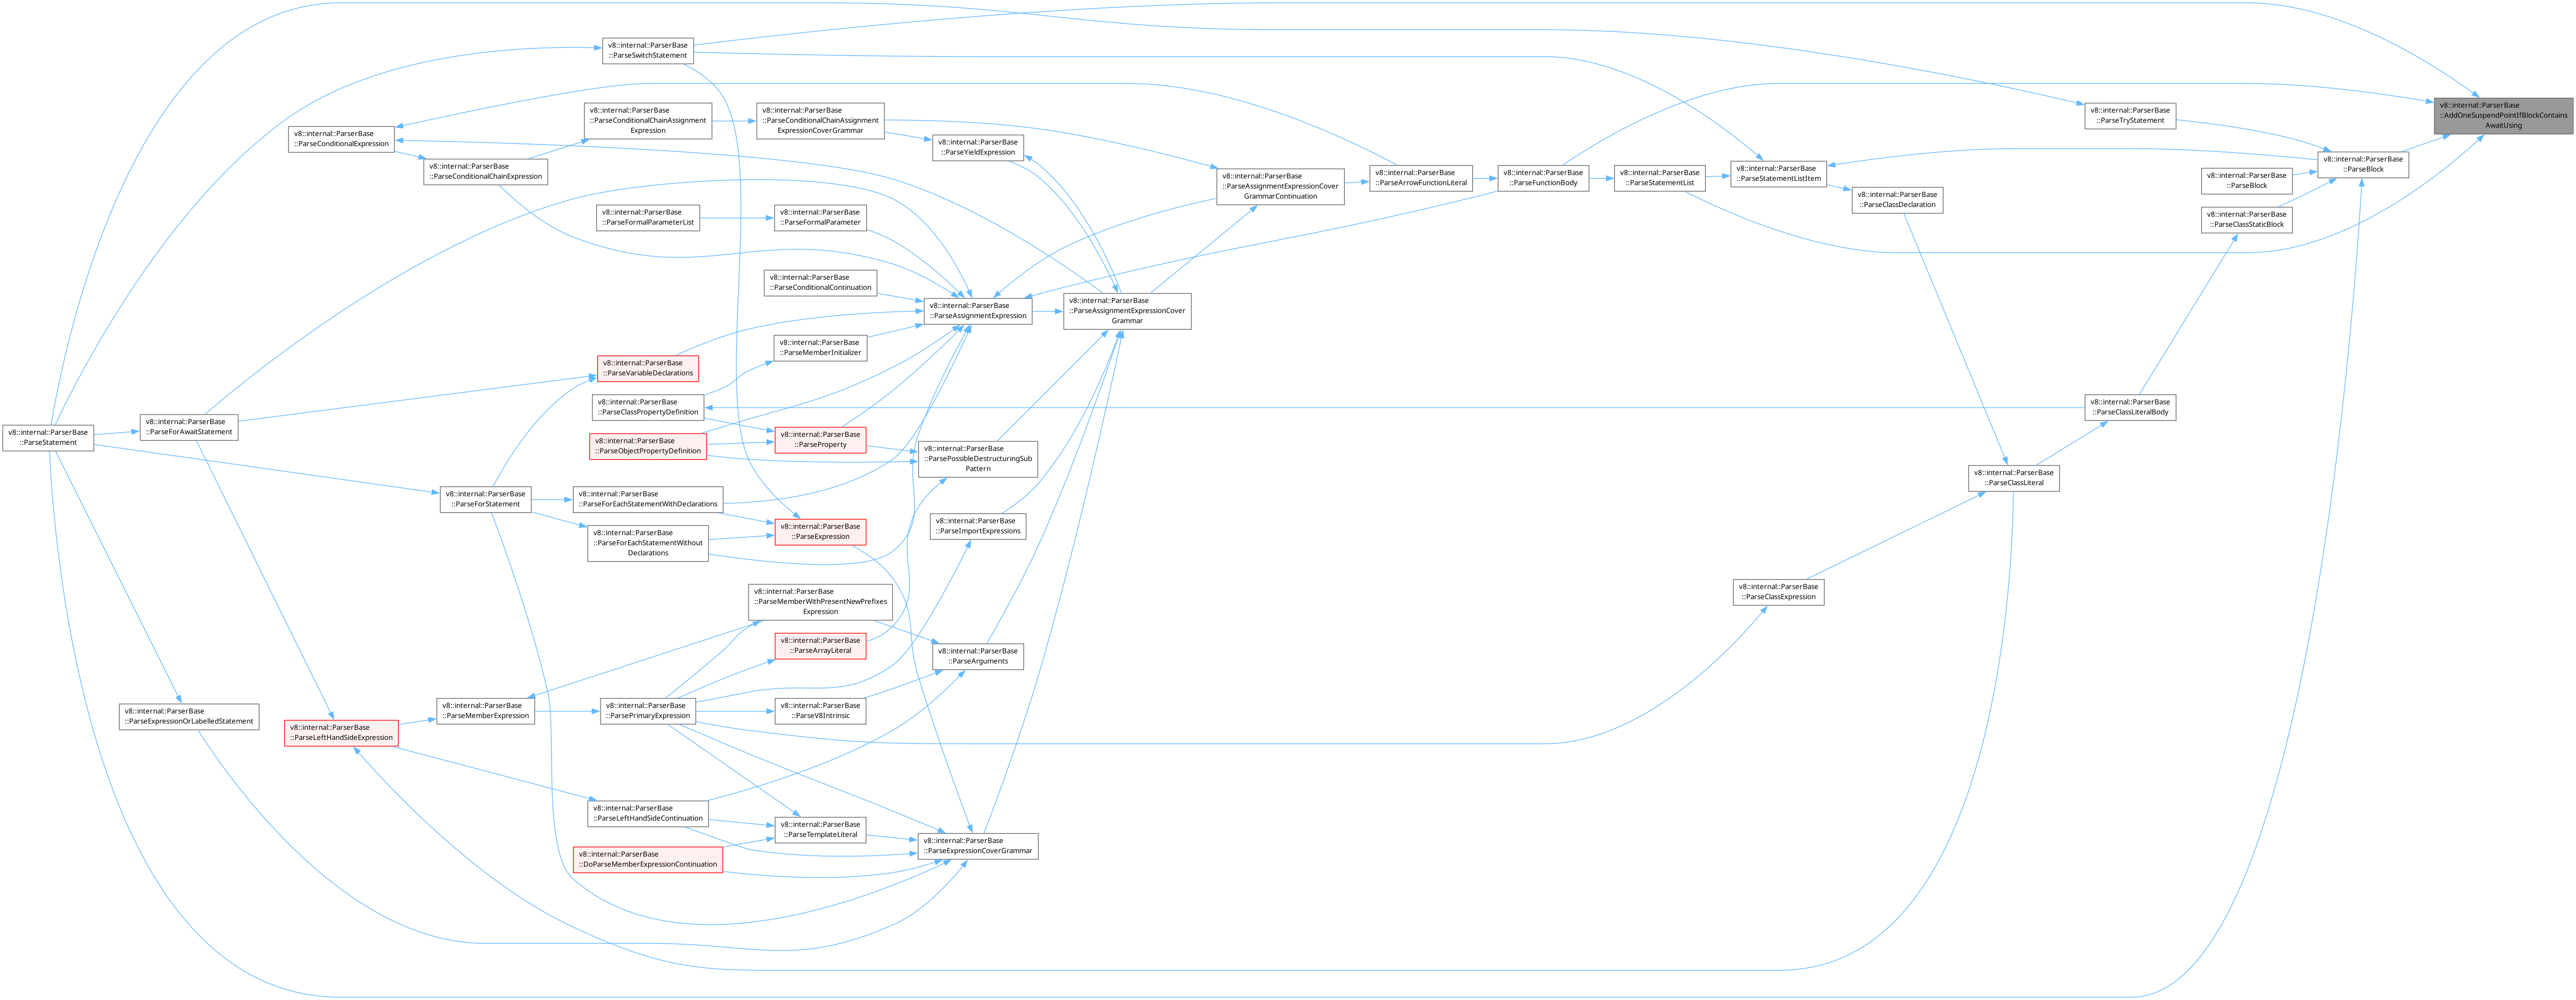 v8::internal::ParserBase
::ParseSwitchStatement
v8::internal::ParserBase
::ParseConditionalExpression
v8::internal::ParserBase
::ParseConditionalChainAssignment
Expression
v8::internal::ParserBase
::ParseConditionalChainAssignment
ExpressionCoverGrammar
v8::internal::ParserBase
::ParseConditionalChainExpression
v8::internal::ParserBase
::ParseYieldExpression
v8::internal::ParserBase
::ParseAssignmentExpressionCover
GrammarContinuation
v8::internal::ParserBase
::ParseArrowFunctionLiteral
v8::internal::ParserBase
::ParseFunctionBody
v8::internal::ParserBase
::ParseStatementList
v8::internal::ParserBase
::ParseStatementListItem
v8::internal::ParserBase
::ParseClassDeclaration
v8::internal::ParserBase
::ParseTryStatement
v8::internal::ParserBase
::ParseBlock
v8::internal::ParserBase
::ParseClassStaticBlock
v8::internal::ParserBase
::ParseBlock
v8::internal::ParserBase
::AddOneSuspendPointIfBlockContains
AwaitUsing
v8::internal::ParserBase
::ParseFormalParameterList
v8::internal::ParserBase
::ParseFormalParameter
v8::internal::ParserBase
::ParseConditionalContinuation
v8::internal::ParserBase
::ParseAssignmentExpression
v8::internal::ParserBase
::ParseAssignmentExpressionCover
Grammar
v8::internal::ParserBase
::ParseMemberInitializer
v8::internal::ParserBase
::ParseVariableDeclarations
v8::internal::ParserBase
::ParseClassPropertyDefinition
v8::internal::ParserBase
::ParseClassLiteralBody
v8::internal::ParserBase
::ParseStatement
v8::internal::ParserBase
::ParseForAwaitStatement
v8::internal::ParserBase
::ParseObjectPropertyDefinition
v8::internal::ParserBase
::ParseProperty
v8::internal::ParserBase
::ParsePossibleDestructuringSub
Pattern
v8::internal::ParserBase
::ParseClassLiteral
v8::internal::ParserBase
::ParseForStatement
v8::internal::ParserBase
::ParseForEachStatementWithDeclarations
v8::internal::ParserBase
::ParseForEachStatementWithout
Declarations
v8::internal::ParserBase
::ParseExpression
v8::internal::ParserBase
::ParseImportExpressions
v8::internal::ParserBase
::ParseClassExpression
v8::internal::ParserBase
::ParseMemberWithPresentNewPrefixes
Expression
v8::internal::ParserBase
::ParseArrayLiteral
v8::internal::ParserBase
::ParseArguments
v8::internal::ParserBase
::ParseExpressionOrLabelledStatement
v8::internal::ParserBase
::ParseLeftHandSideExpression
v8::internal::ParserBase
::ParseMemberExpression
v8::internal::ParserBase
::ParsePrimaryExpression
v8::internal::ParserBase
::ParseV8Intrinsic
v8::internal::ParserBase
::ParseLeftHandSideContinuation
v8::internal::ParserBase
::ParseTemplateLiteral
v8::internal::ParserBase
::ParseExpressionCoverGrammar
v8::internal::ParserBase
::DoParseMemberExpressionContinuation